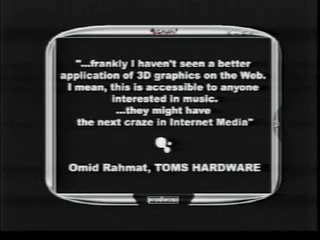 "...frankly I haven't seen a better
application of 3D graphics on the Web.
I mean, this is accessible to anyone
interested in music.
...they might have
the next craze in Internet Media"
Omid Rahmat, TOMS HARDWARE